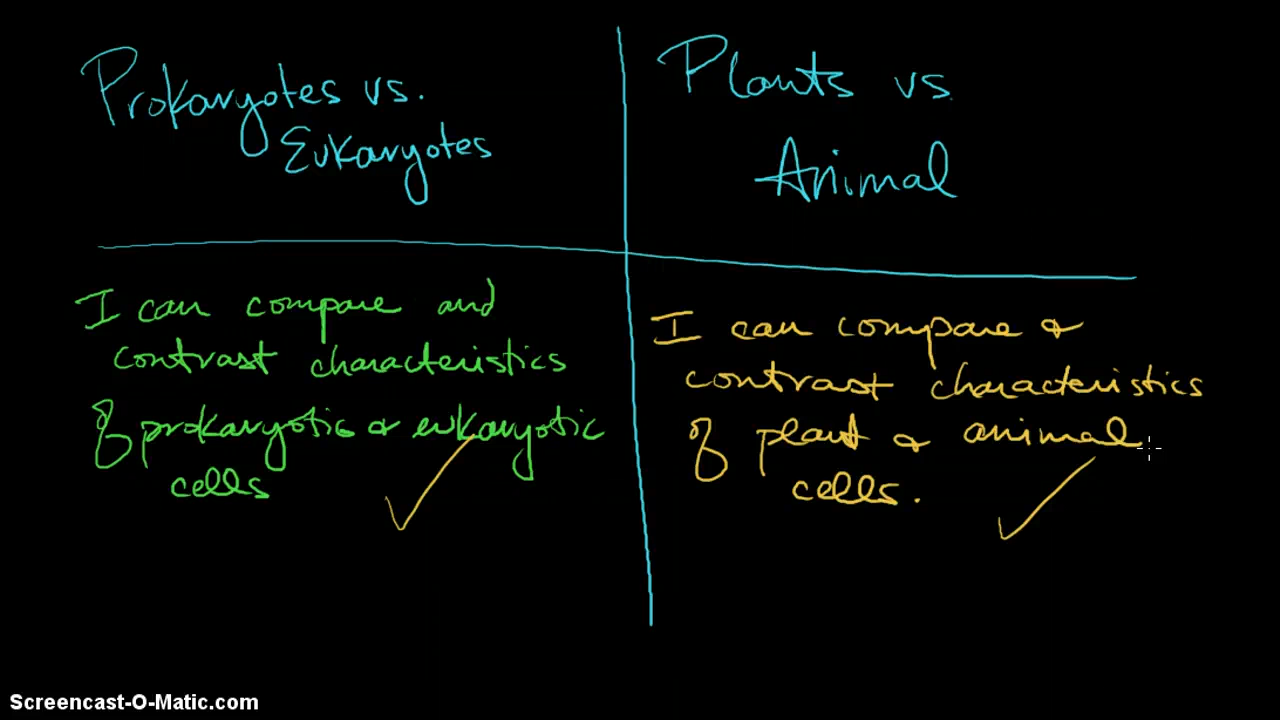 Prokaryotes vs.
Eukaryotes
Plants vs
Animal
I can compare and
contrast characteristics
of prokaryotic & eukaryotic
cells
I can compare &
contrast characteristics
of plant & animal
cells.
Screencast-O-Matic.com